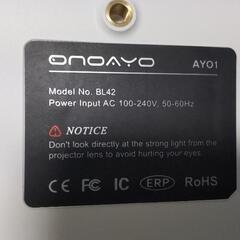 ONOAYO AYO1
Model No. BL42
Power Input AC 100-240V, 50-60Hz
NOTICE
Don't look directly at the strong light from the
projector lens to avoid hurting your eyes.
CE FC IC ERP RoHS